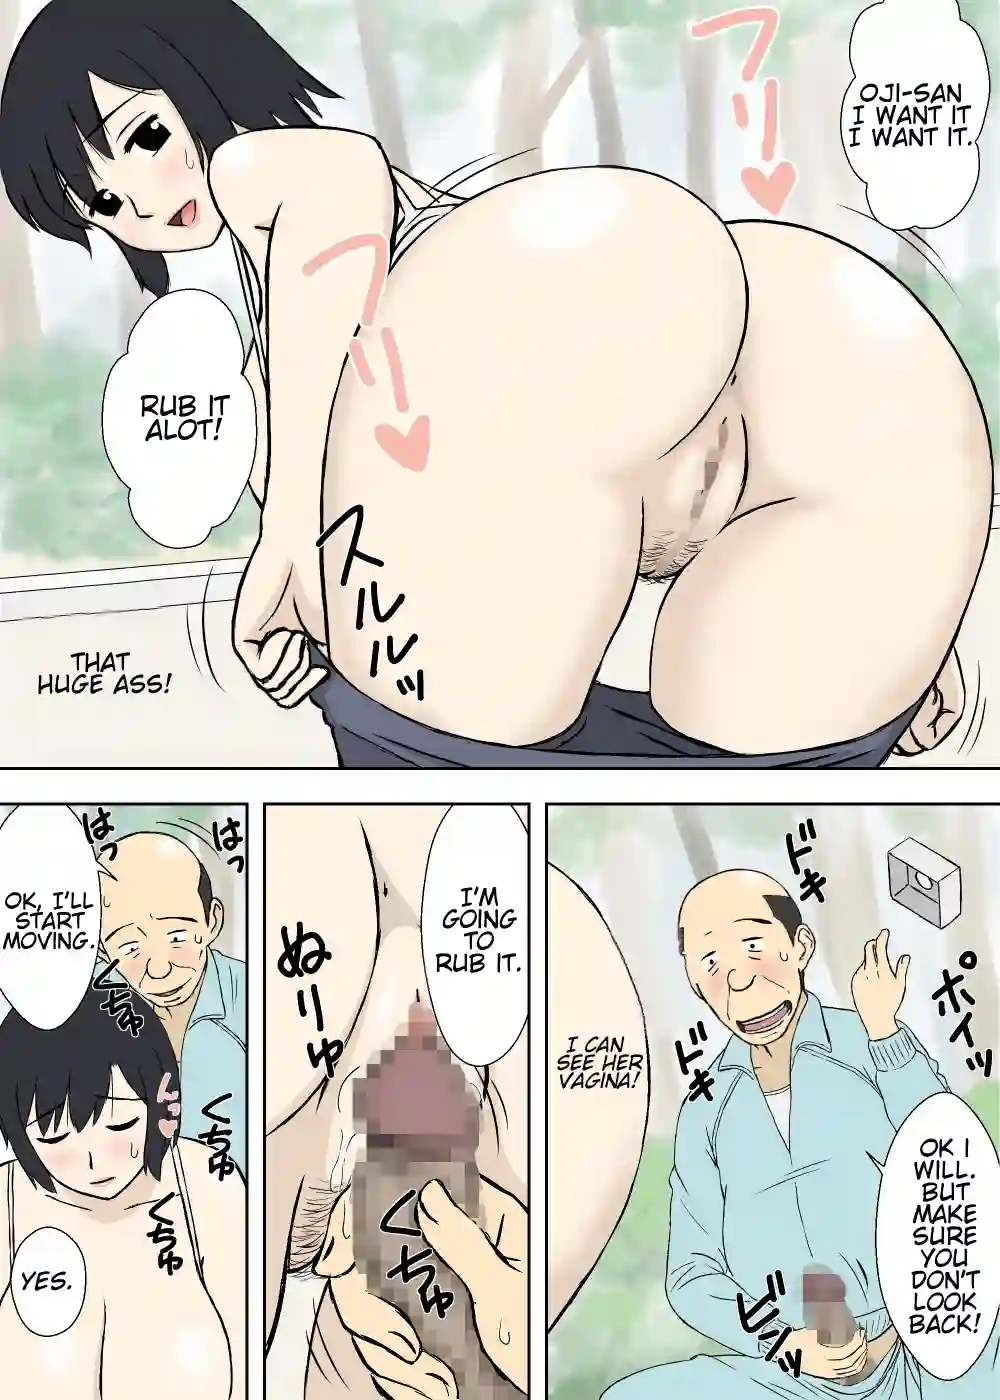 OJI-SAN
I WANT IT
I WANT IT.
フリ
フリ
RUB IT
ALOT!
スルルルッ
THAT
HUGE ASS!
はっ
はっ
OK, I'LL
START
MOVING.
くちゅ
んっ
くちゅ
くちゅ
YES.
I'M
GOING
TO
RUB IT.
ぬりゅ
くちゅ
ドキ
I CAN
SEE HER
VAGINA!
ドキ
ポイッ
OK I
WILL.
BUT
MAKE
SURE
YOU
DON'T
LOOK
BACK!
ビンッ